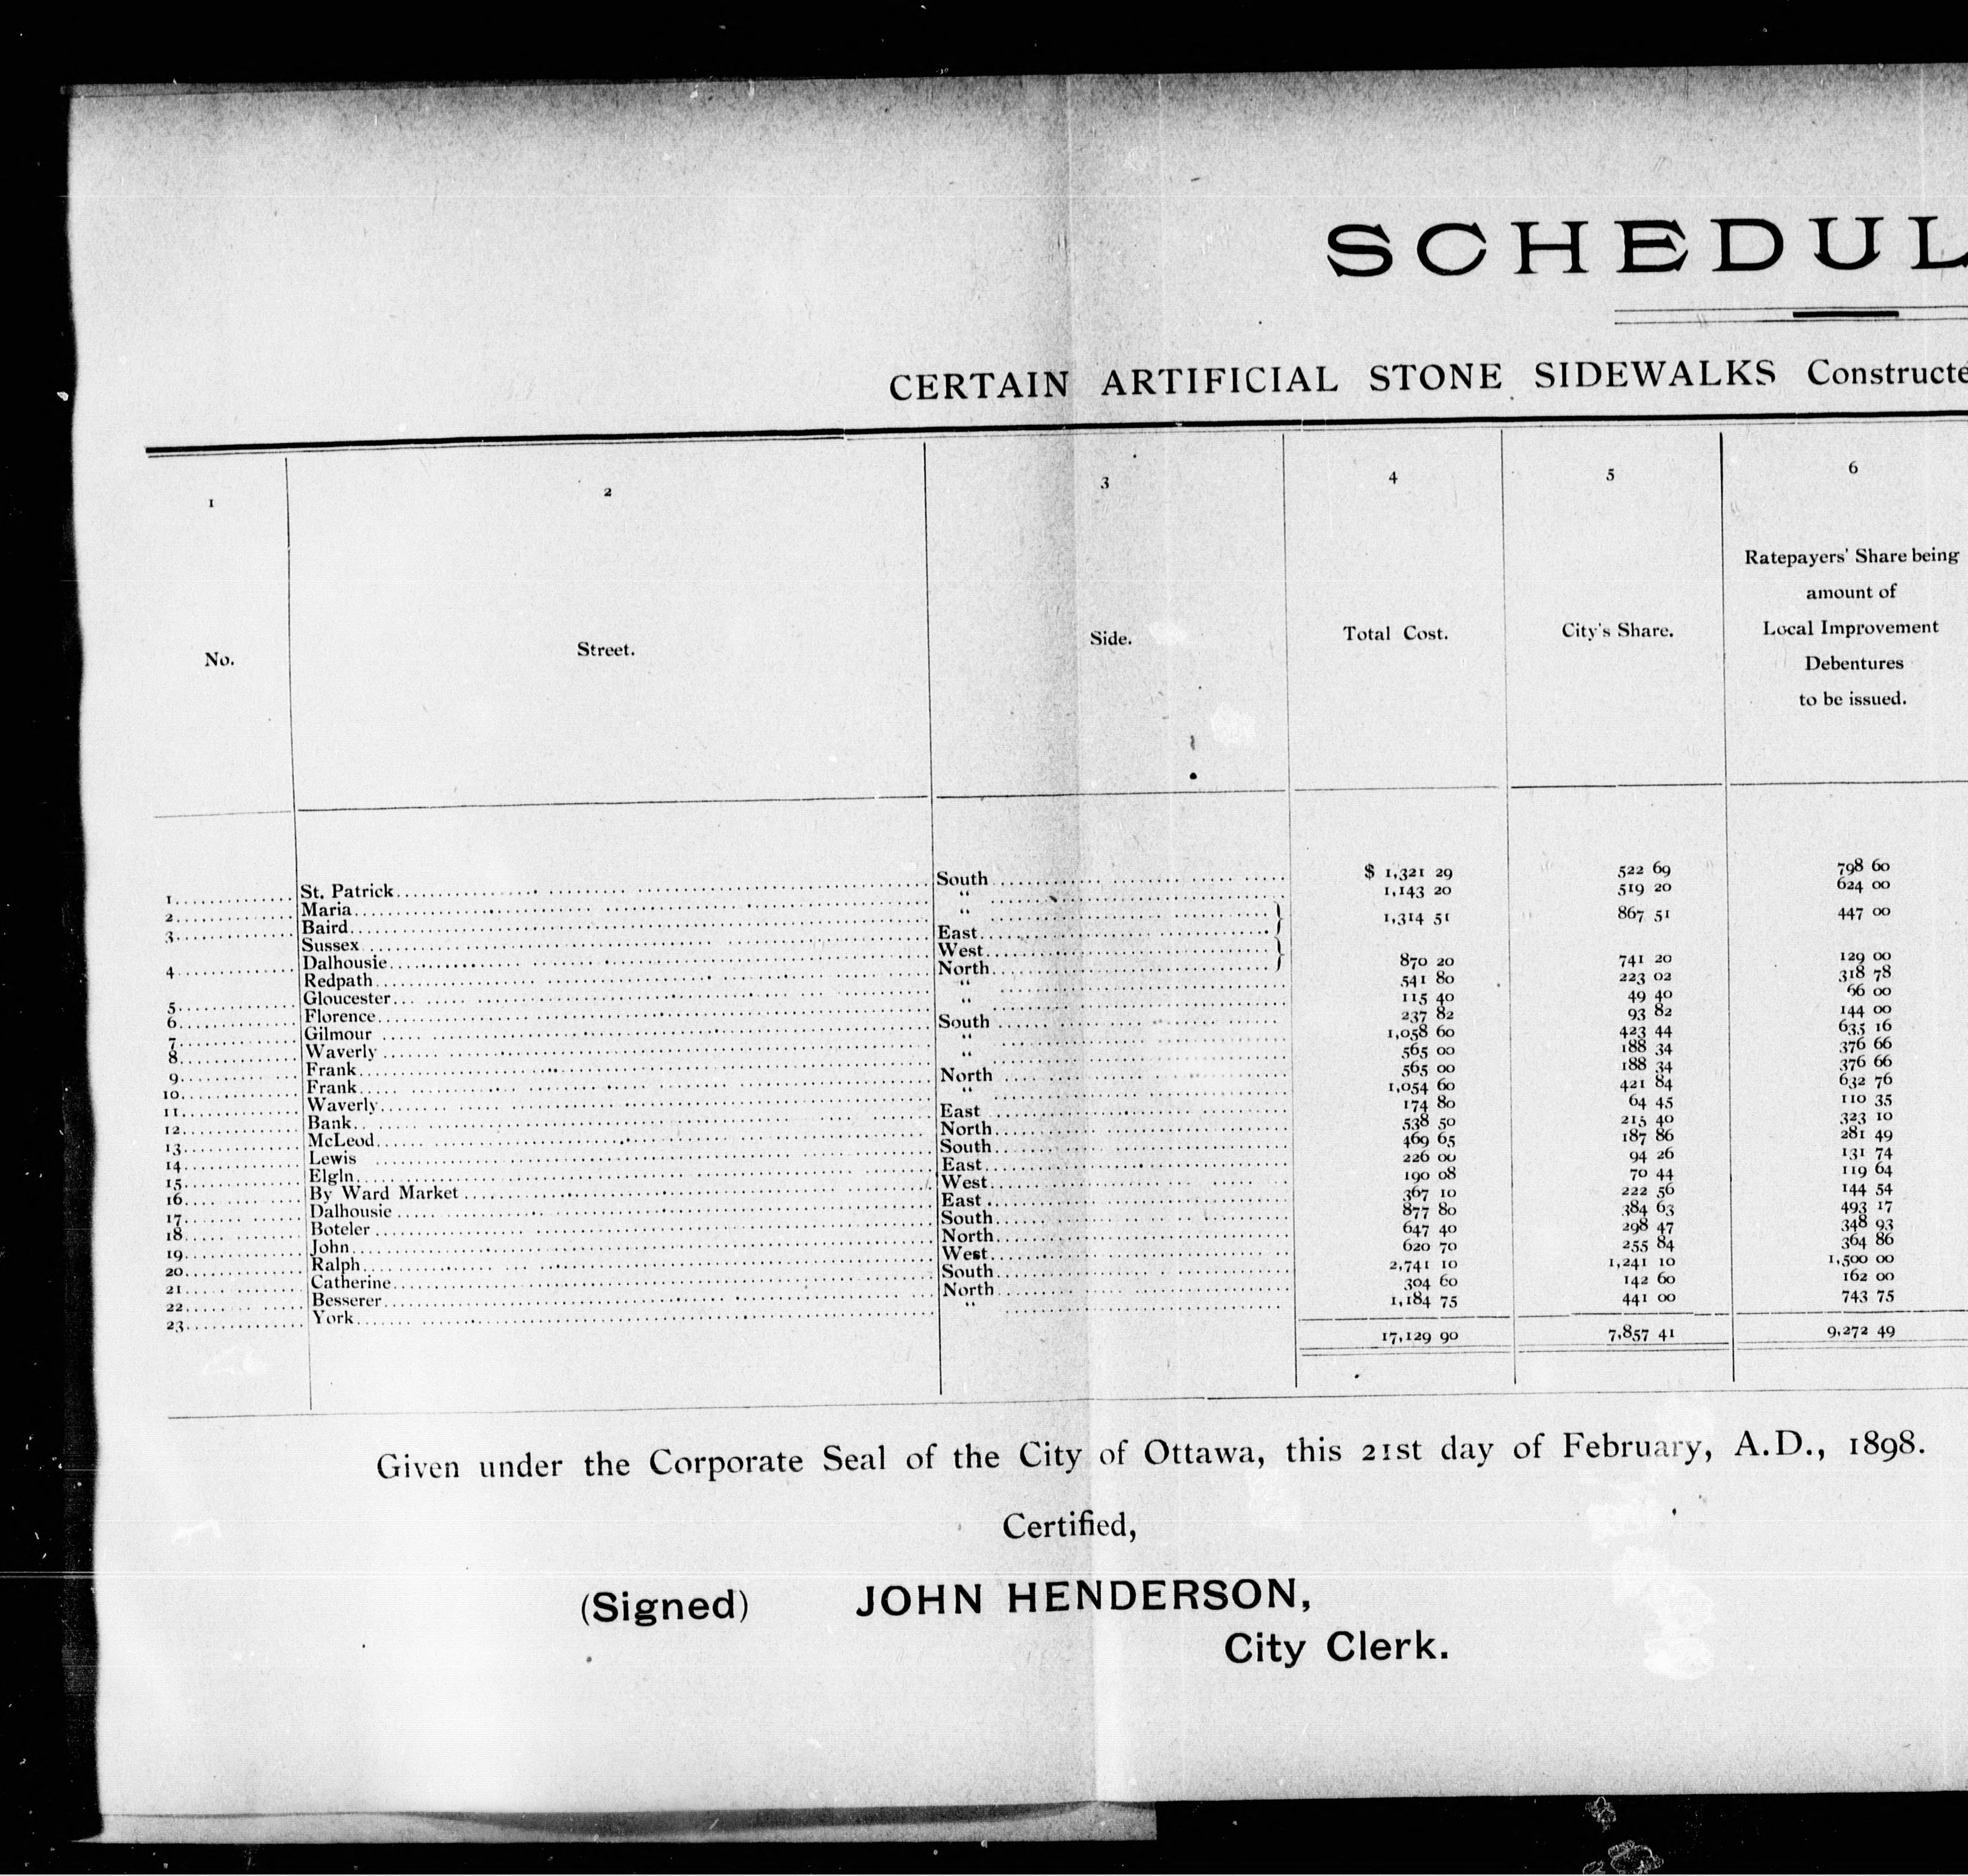 SCHEDUL
CERTAIN ARTIFICIAL STONE SIDEWALKS Constructe
1 2 3 4 5 6
No. Street. Side. Total Cost. City's Share. Ratepayers' Share being
amount of
Local Improvement
Debentures
to be issued.
1 St. Patrick South $ 1,321 29 522 69 798 60
2 Maria “ 1,143 20 519 20 624 00
3 Baird “ 1,314 51 867 51 447 00
Sussex East
4 Dalhousie West 870 20 741 20 129 00
Redpath North
5 Gloucester “ 541 80 223 02 318 78
6 Florence “ 115 40 49 40 66 00
7 Gilmour South 237 82 93 82 144 00
8 Waverly “ 1,058 60 423 44 635 16
9 Frank “ 565 00 188 34 376 66
10 Frank North 565 00 188 34 376 66
11 Waverly “ 1,054 60 421 84 632 76
12 Bank East 174 80 64 45 110 35
13 McLeod North 538 50 215 40 323 10
14 Lewis South 469 65 187 86 281 49
15 Elgln East 226 00 94 26 131 74
16 By Ward Market West 190 08 70 44 119 64
17 Dalhousie East 367 10 222 56 144 54
18 Boteler South 877 80 384 63 493 17
19 John North 647 40 298 47 348 93
20 Ralph West 620 70 255 84 364 86
21 Catherine South 2,741 10 1,241 10 1,500 00
22 Besserer North 304 60 142 60 162 00
23 York “ 1,184 75 441 00 743 75
17,129 90 7,857 41 9,272 49
Given under the Corporate Seal of the City of Ottawa, this 21st day of February, A.D., 1898.
Certified,
(Signed) JOHN HENDERSON,
City Clerk.